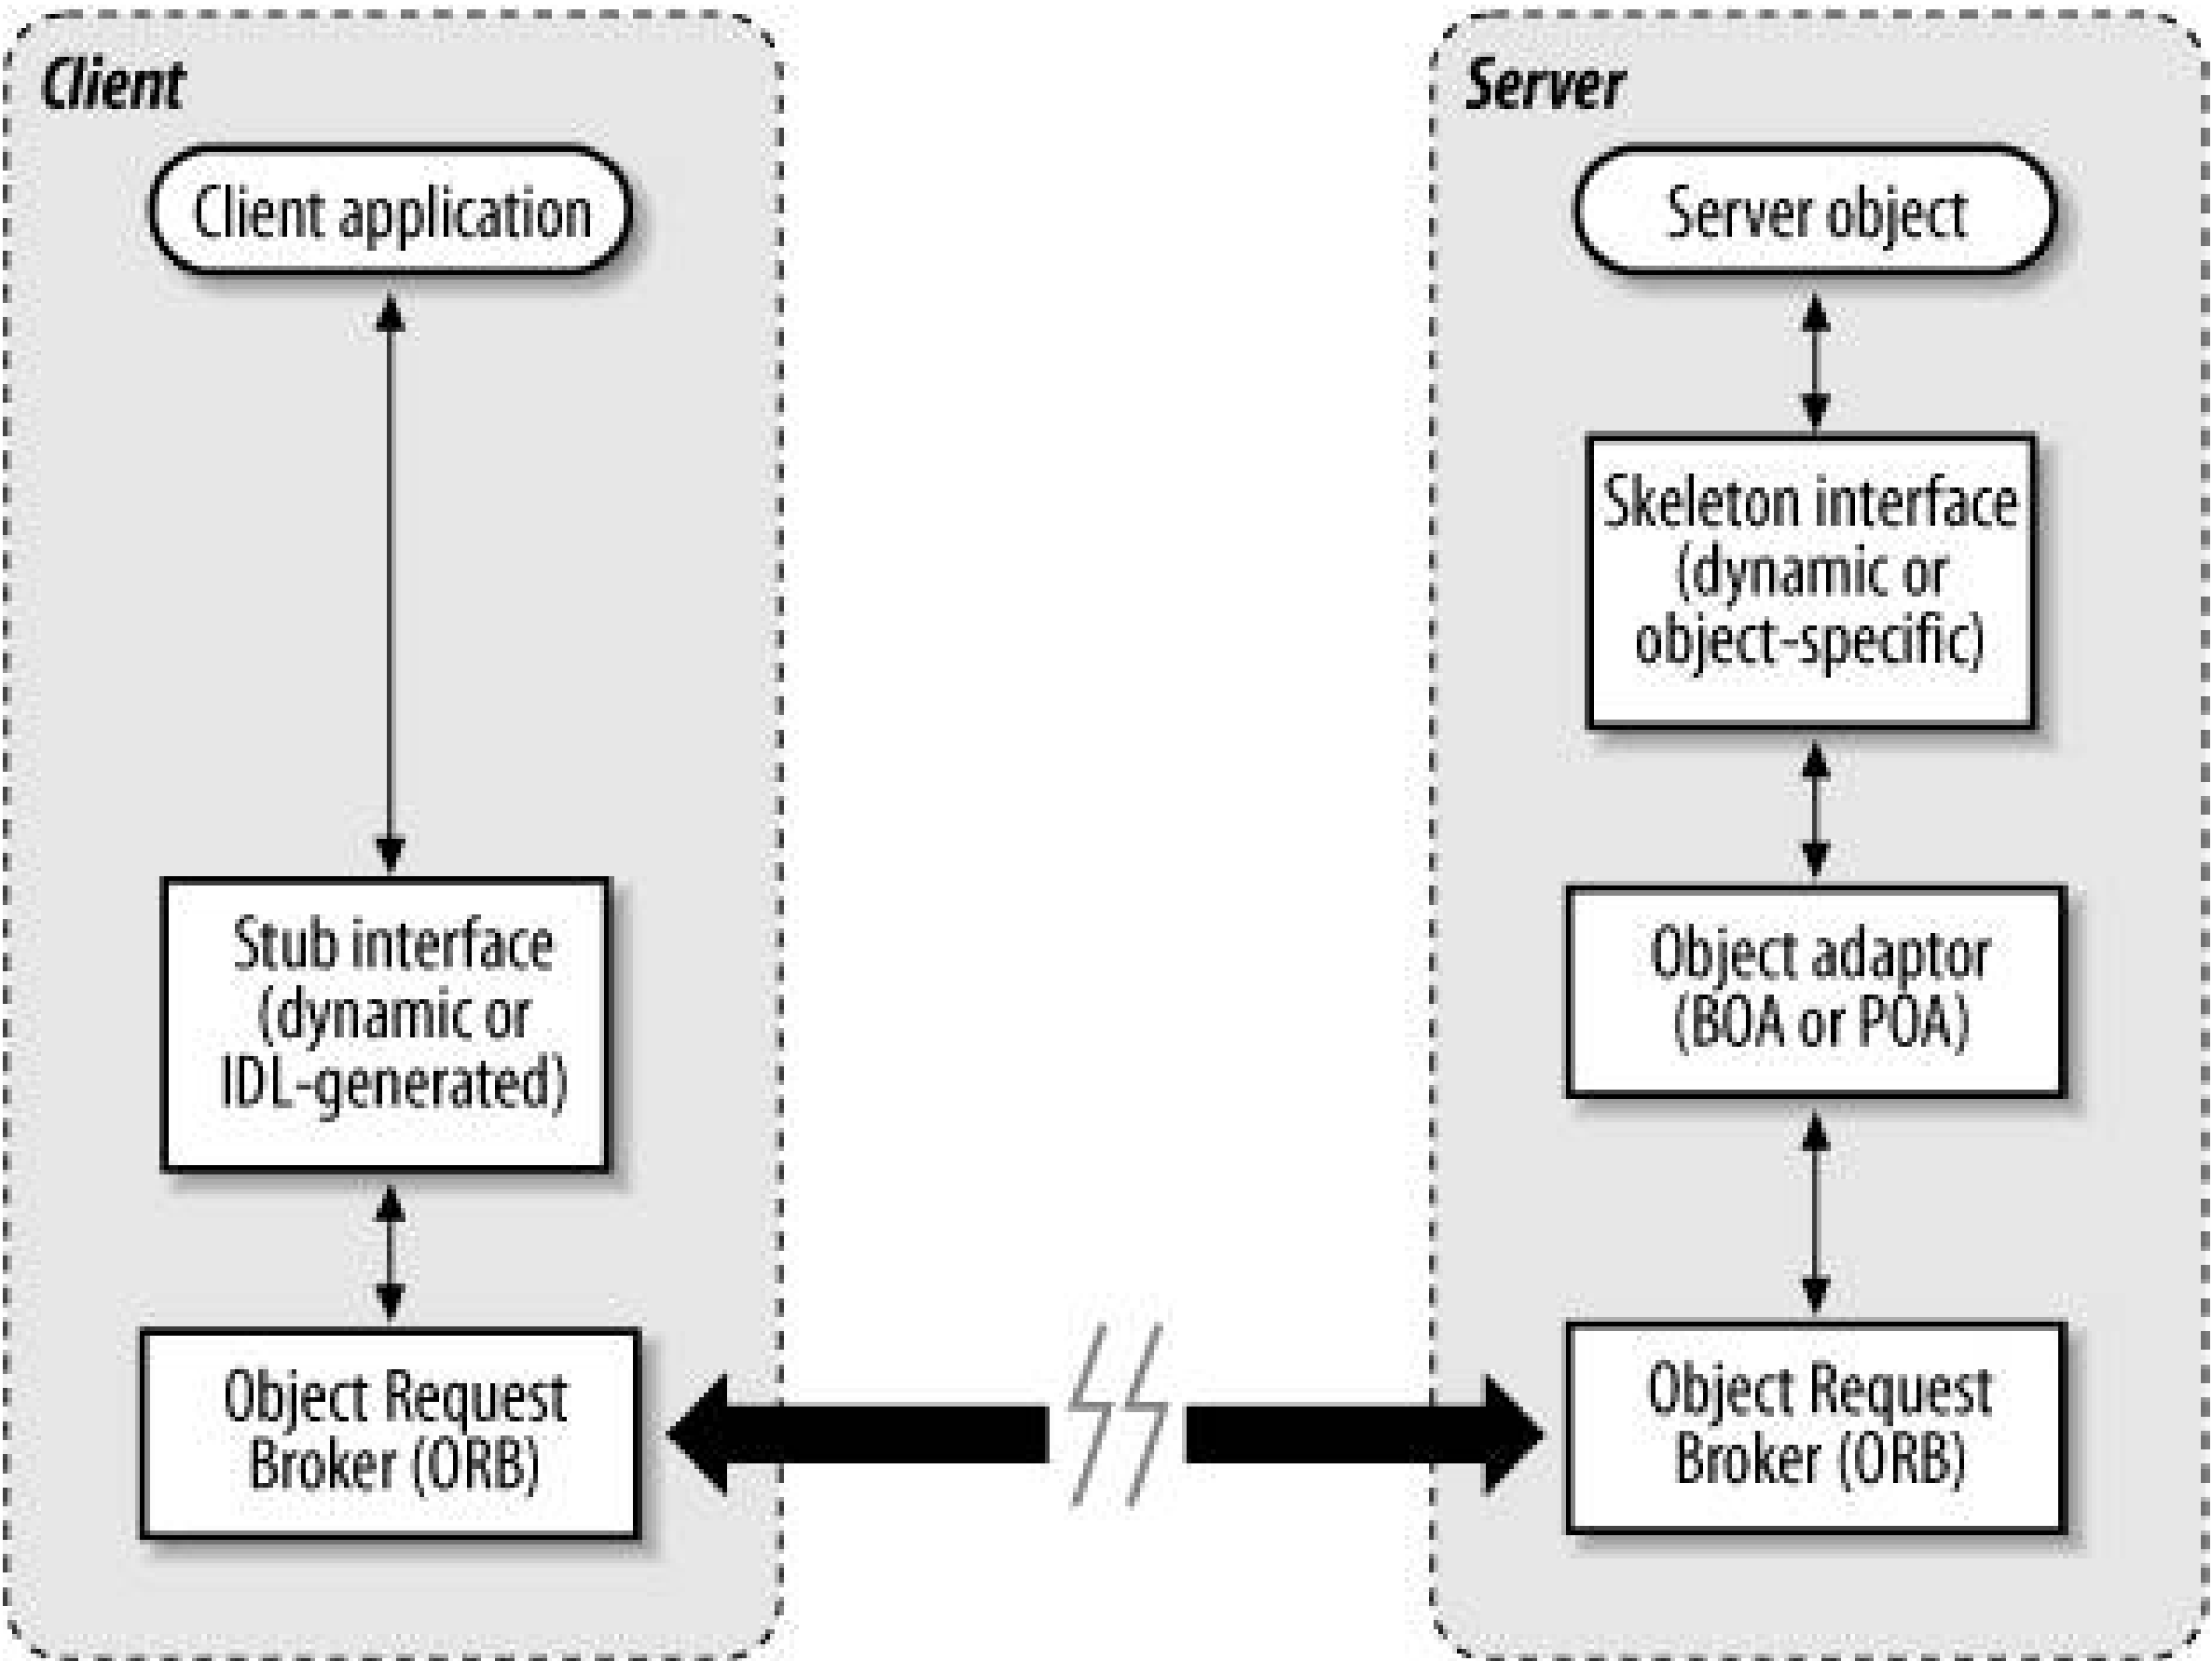 Client
Client application
Stub interface
(dynamic or
IDL-generated)
Object Request
Broker (ORB)
Server
Server object
Skeleton interface
(dynamic or
object-specific)
Object adaptor
(BOA or POA)
Object Request
Broker (ORB)